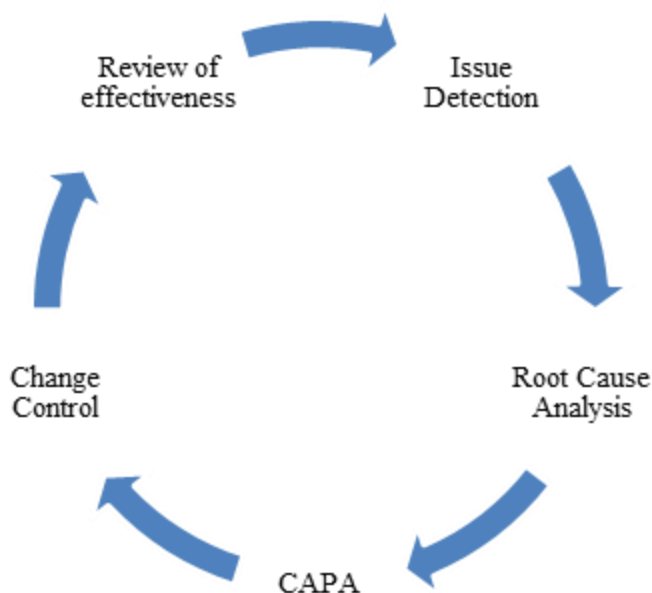 Review of
effectiveness
Issue
Detection
Root Cause
Analysis
CAPA
Change
Control